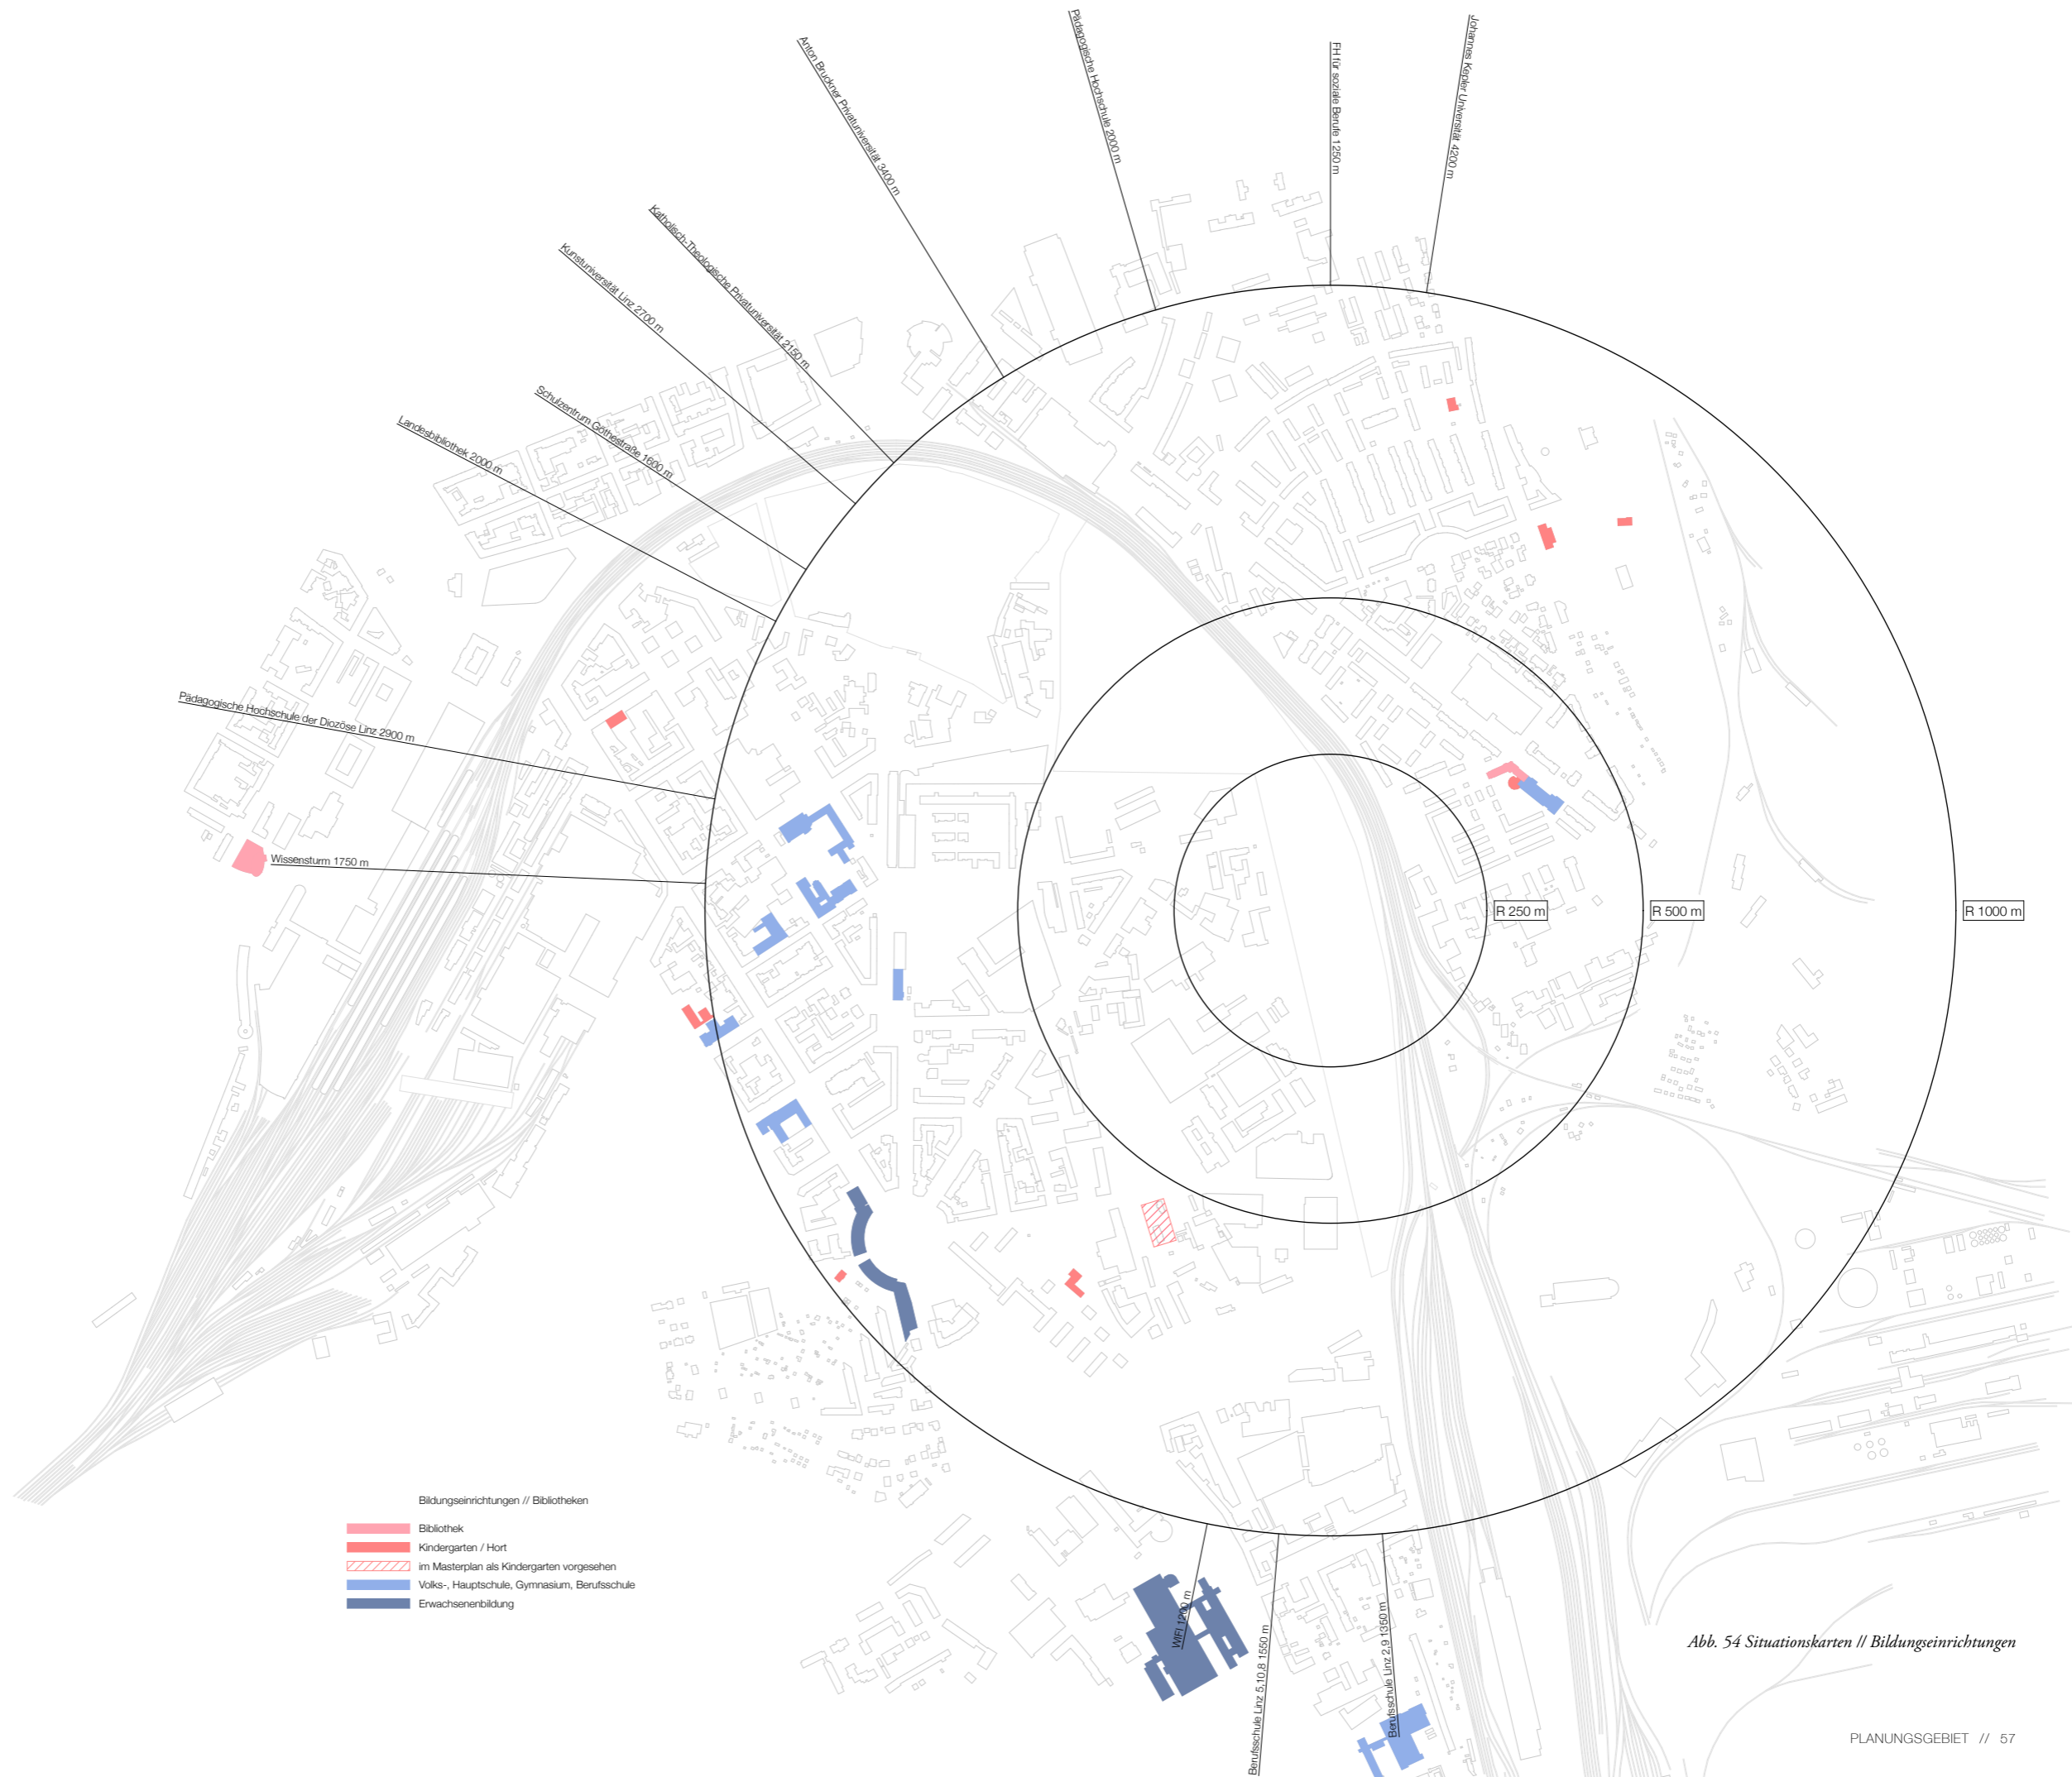 Johannes Kepler Universität 4200 m
FH für soziale Berufe 1250 m
Pädagogische Hochschule 2000 m
Anton Bruckner Privatuniversität 3400 m
Katholisch-Theologische Privatuniversität 2150 m
Kunstuniversität Linz 2700 m
Schulzentrum Göthestraße 1600 m
Landesbibliothek 2000 m
Pädagogische Hochschule der Diozöse Linz 2900 m
Wissensturm 1750 m
R 250 m
R 500 m
R 1000 m
Bildungseinrichtungen // Bibliotheken
Bibliothek
Kindergarten / Hort
im Masterplan als Kindergarten vorgesehen
Volks-, Hauptschule, Gymnasium, Berufsschule
Erwachsenenbildung
WIFI 1200 m
Berufsschule Linz 5,10,8 1550 m
Berufsschule Linz 2,9 1350 m
Abb. 54 Situationskarten // Bildungseinrichtungen
PLANUNGSGEBIET // 57